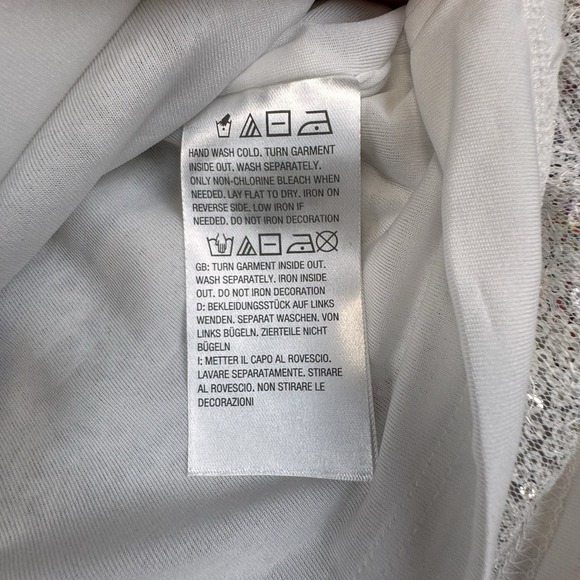 HAND WASH COLD. TURN GARMENT
INSIDE OUT. WASH SEPARATELY.
ONLY NON-CHLORINE BLEACH WHEN
NEEDED. LAY FLAT TO DRY. IRON ON
REVERSE SIDE. LOW IRON IF
NEEDED. DO NOT IRON DECORATION
GB: TURN GARMENT INSIDE OUT.
WASH SEPARATELY. IRON INSIDE
OUT. DO NOT IRON DECORATION
D: BEKLEIDUNGSSTÜCK AUF LINKS
WENDEN. SEPARAT WASCHEN. VON
LINKS BÜGELN. ZIERTEILE NICHT
BÜGELN
I: METTER IL CAPO AL ROVESCIO.
LAVARE SEPARATAMENTE. STIRARE
AL ROVESCIO. NON STIRARE LE
DECORAZIONI